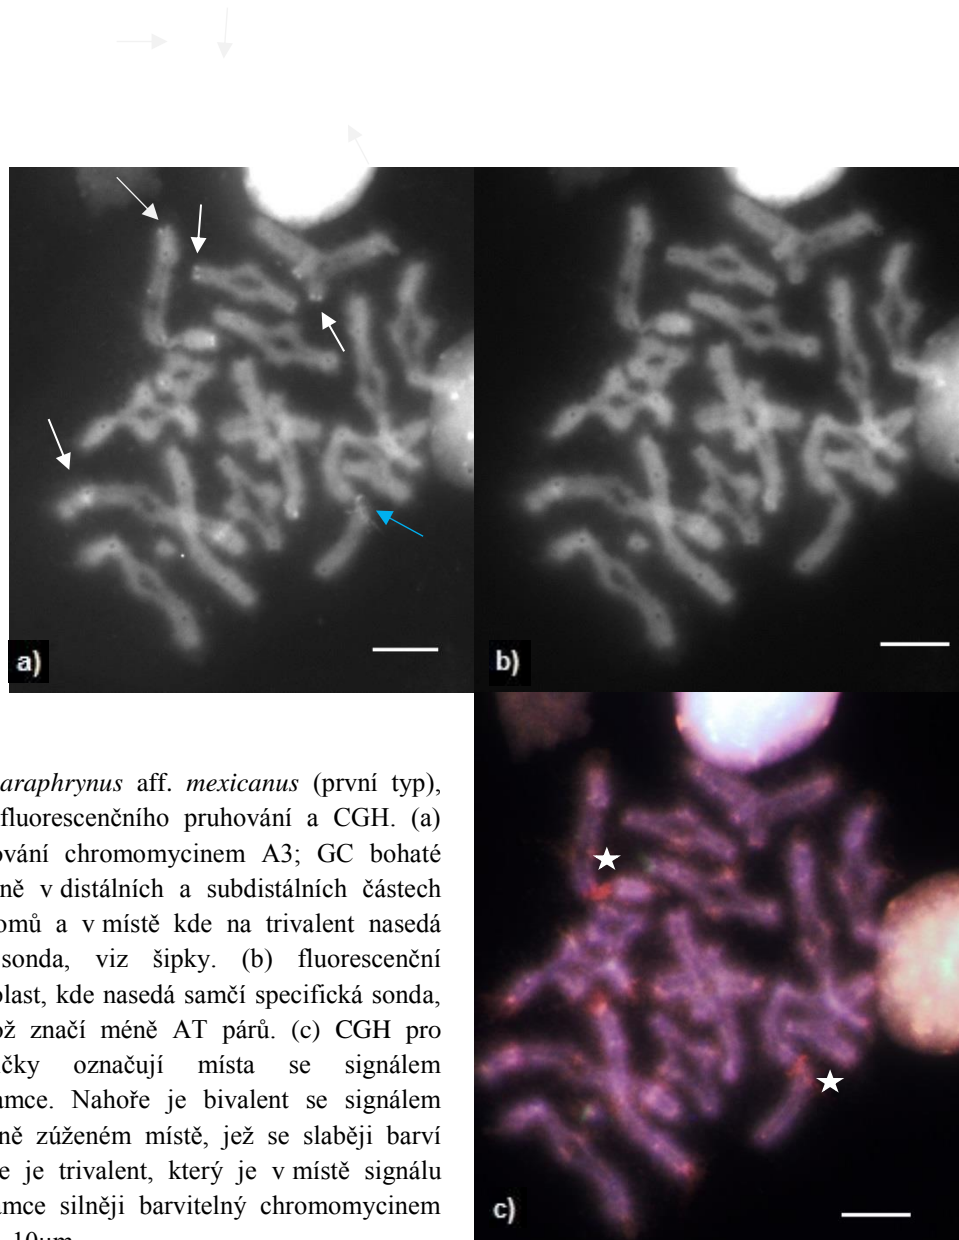 a)
b)
araphrynus aff. mexicanus (první typ),
fluorescenčního pruhování a CGH. (a)
ování chromomycinem A3; GC bohaté
ně v distálních a subdistálních částech
omů a v místě kde na trivalent nasedá
sonda, viz šipky. (b) fluorescenční
last, kde nasedá samčí specifická sonda,
ož značí méně AT párů. (c) CGH pro
čky označují místa se signálem
amce. Nahoře je bivalent se signálem
ně zúženém místě, jež se slaběji barví
e je trivalent, který je v místě signálu
amce silněji barvitelný chromomycinem
10µm
c)